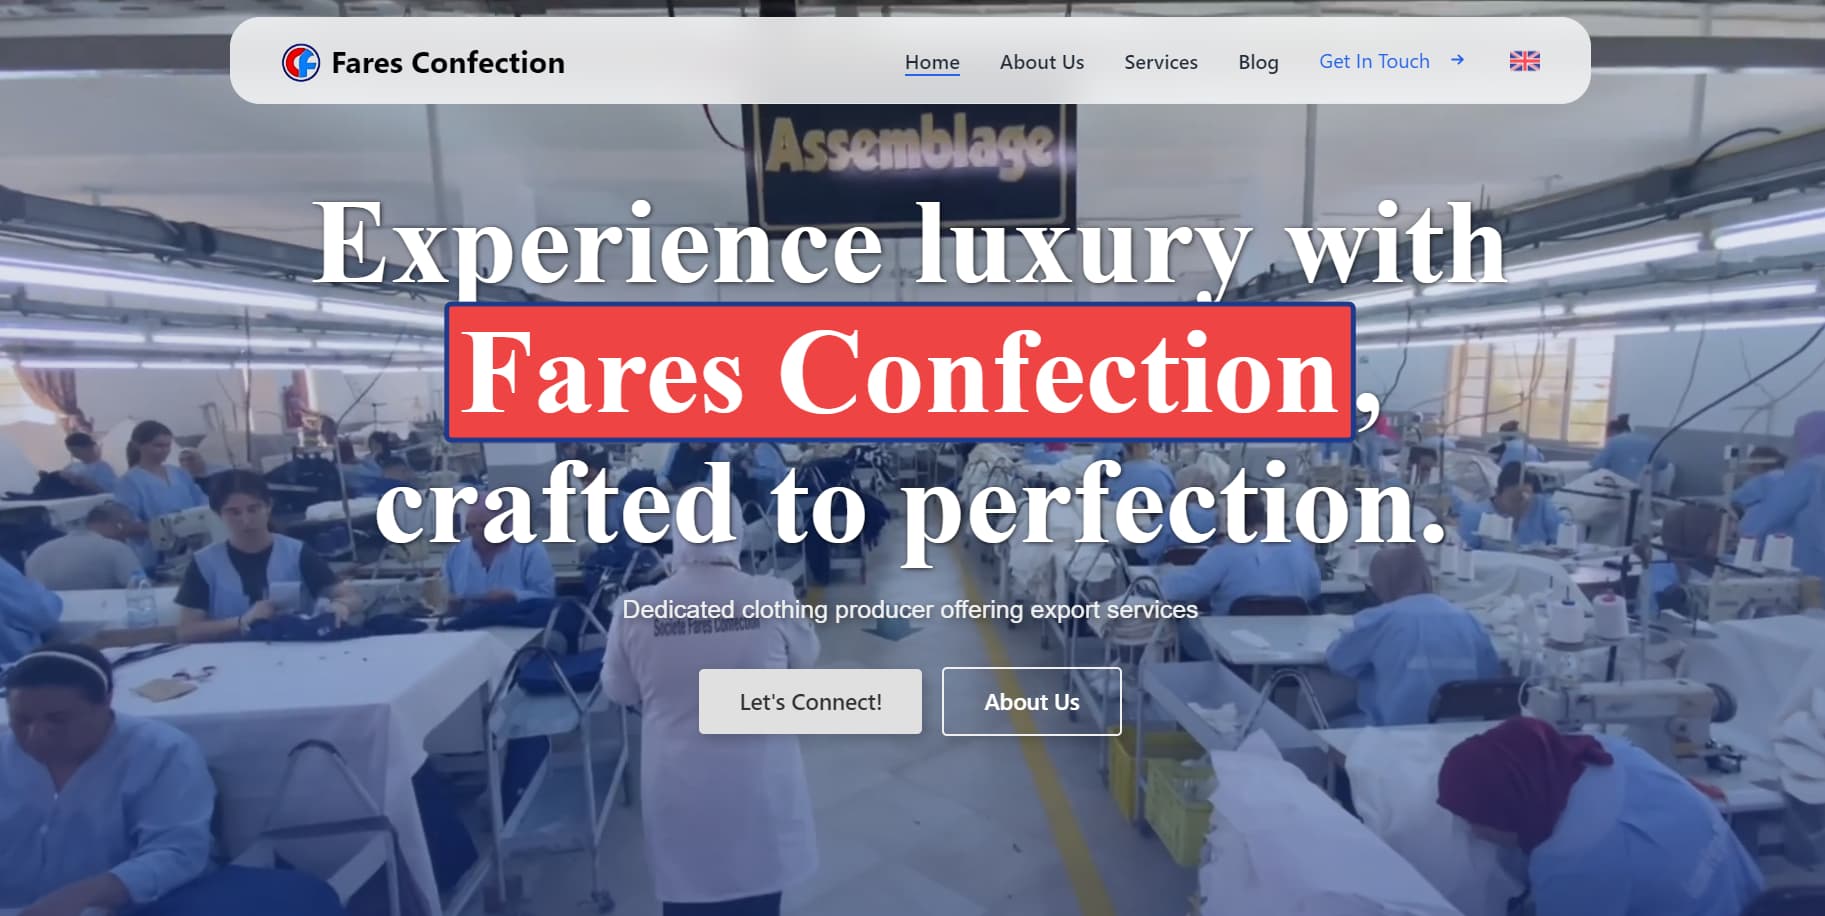 Fares Confection
Home
About Us
Services
Blog
Get In Touch
Assemblage
Experience luxury with
Fares Confection,
crafted to perfection.
Dedicated clothing producer offering export services
Societe Fares Confection
Let's Connect!
About Us